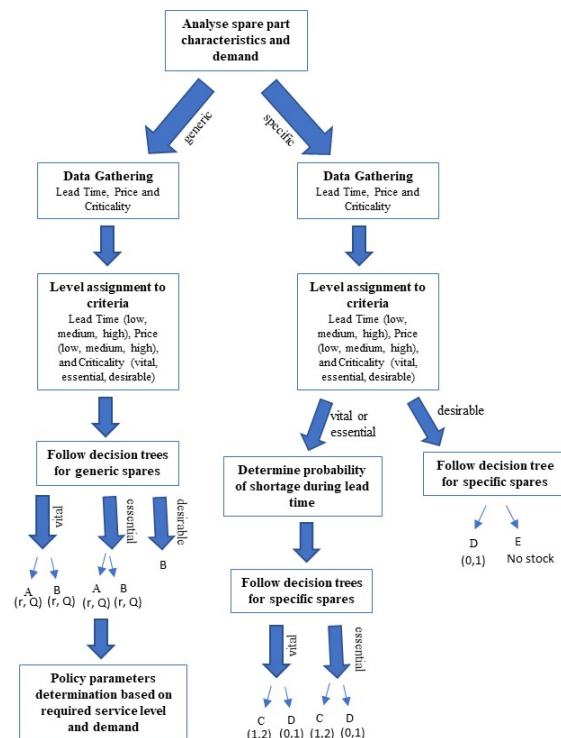 Analyse spare part
characteristics and
demand
generic
specific
Data Gathering
Lead Time, Price and
Criticality
Data Gathering
Lead Time, Price and
Criticality
Level assignment to
criteria
Lead Time (low,
medium, high), Price
(low, medium, high),
and Criticality (vital,
essential, desirable)
Level assignment to
criteria
Lead Time (low,
medium, high), Price
(low, medium, high),
and Criticality (vital,
essential, desirable)
vital or
essential
desirable
Follow decision trees
for generic spares
Determine probability
of shortage during lead
time
Follow decision tree
for specific spares
vital
essential
desirable
A
(r, Q)
B
(r, Q)
A
(r, Q)
B
(r, Q)
B
D
(0,1)
E
No stock
Follow decision trees
for specific spares
Policy parameters
determination based on
required service level
and demand
vital
essential
C
(1,2)
D
(0,1)
C
(1,2)
D
(0,1)